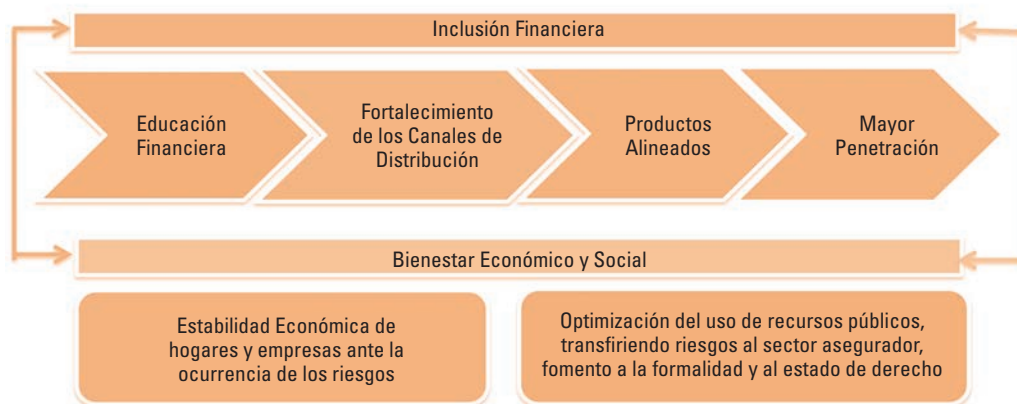 Inclusión Financiera
Educación
Financiera
Fortalecimiento
de los Canales de
Distribución
Productos
Alineados
Mayor
Penetración
Bienestar Económico y Social
Estabilidad Económica de
hogares y empresas ante la
ocurrencia de los riesgos
Optimización del uso de recursos públicos,
transfiriendo riesgos al sector asegurador,
fomento a la formalidad y al estado de derecho